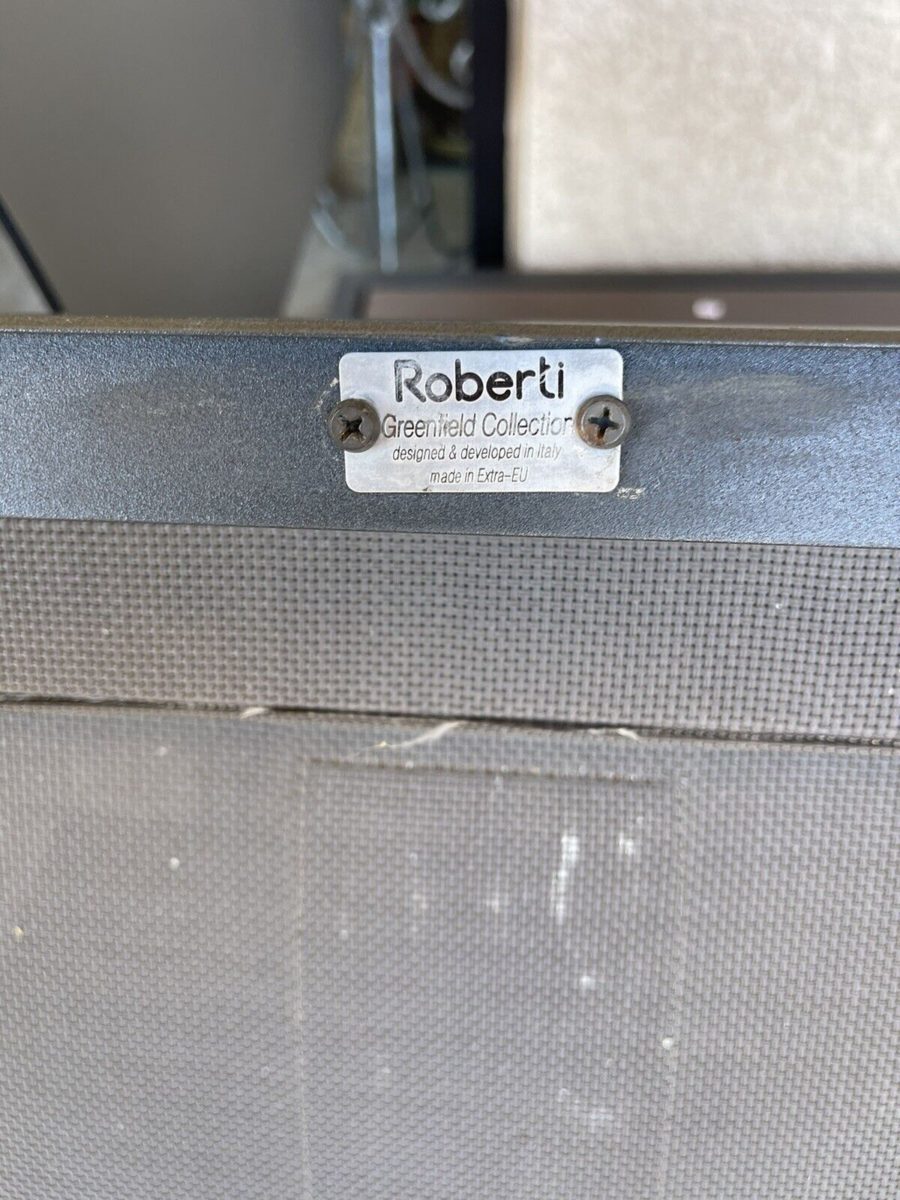 Roberti
Greenfield Collection
designed & developed in Italy
made in Extra-EU